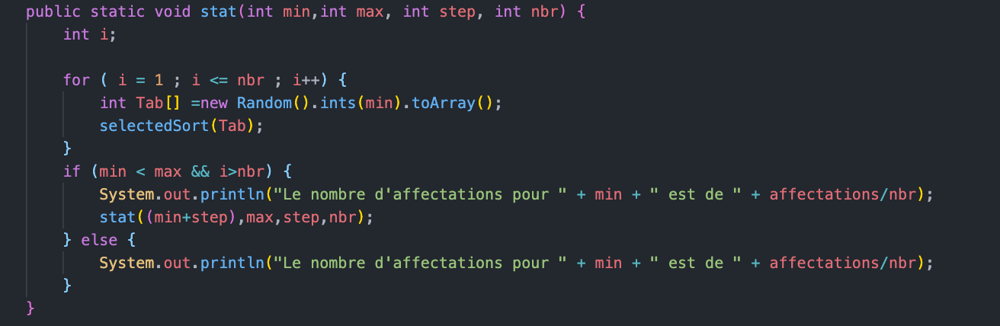 public static void stat(int min,int max, int step, int nbr) {
    int i;

    for ( i = 1 ; i <= nbr ; i++) {
        int Tab[] =new Random().ints(min).toArray();
        selectedSort(Tab);
    }
    if (min < max && i>nbr) {
        System.out.println("Le nombre d'affectations pour " + min + " est de " + affectations/nbr);
        stat((min+step),max,step,nbr);
    } else {
        System.out.println("Le nombre d'affectations pour " + min + " est de " + affectations/nbr);
    }
}